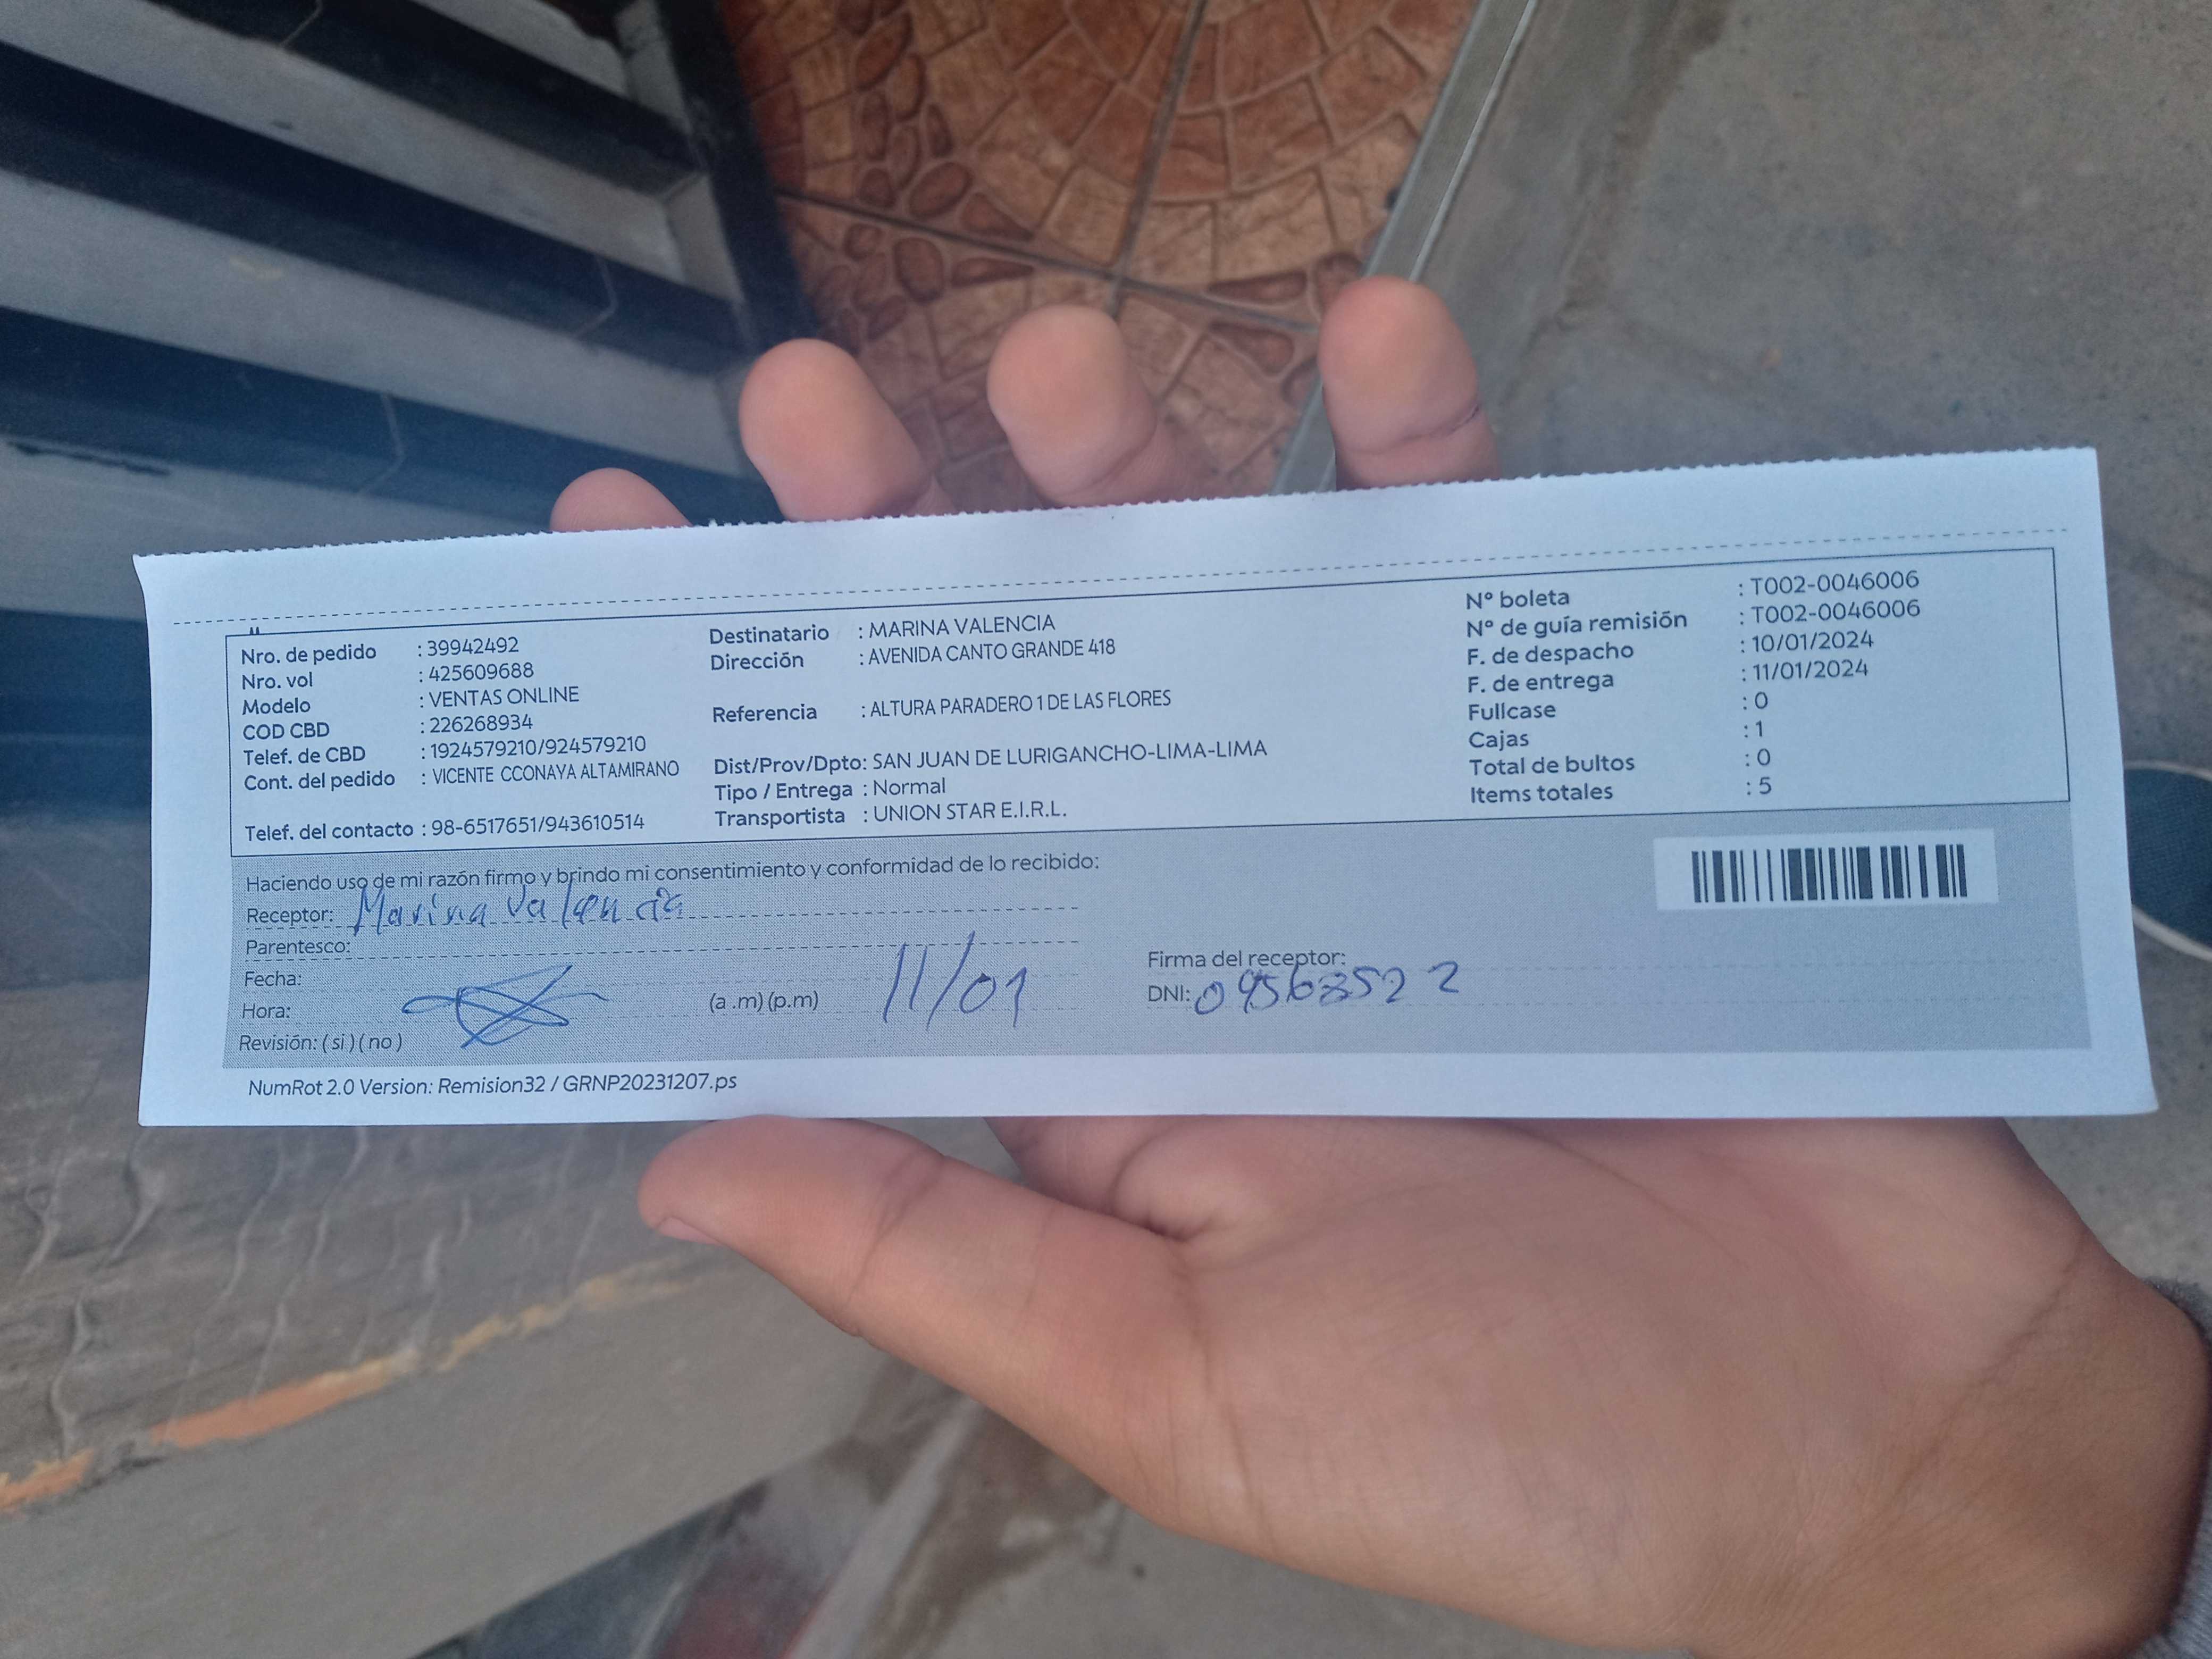 Nro. de pedido : 39942492
Nro. vol : 425609688
Modelo : VENTAS ONLINE
COD CBD : 226268934
Telef. de CBD : 1924579210/924579210
Cont. del pedido : VICENTE CCONAYA ALTAMIRANO
Telef. del contacto : 98-6517651/943610514
Destinatario : MARINA VALENCIA
Dirección : AVENIDA CANTO GRANDE 418
Referencia : ALTURA PARADERO 1 DE LAS FLORES
Dist/Prov/Dpto: SAN JUAN DE LURIGANCHO-LIMA-LIMA
Tipo / Entrega : Normal
Transportista : UNION STAR E.I.R.L.
Nº boleta : T002-0046006
Nº de guía remisión : T002-0046006
F. de despacho : 10/01/2024
F. de entrega : 11/01/2024
Fullcase : 0
Cajas : 1
Total de bultos : 0
Items totales : 5
Haciendo uso de mi razón firmo y brindo mi consentimiento y conformidad de lo recibido:
Receptor: Marina Valencia
Parentesco:
Fecha:
Hora: (a .m) (p.m) 11/01
Revisión: ( si ) ( no )
Firma del receptor:
DNI:
NumRot 2.0 Version: Remision32 / GRNP20231207.ps